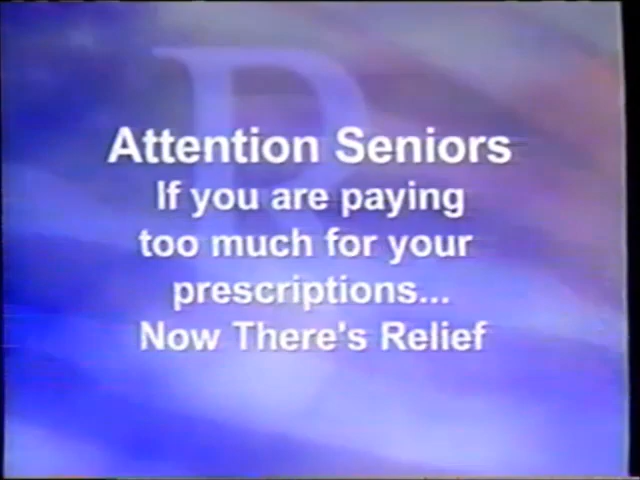 Attention Seniors
If you are paying
too much for your
prescriptions...
Now There's Relief